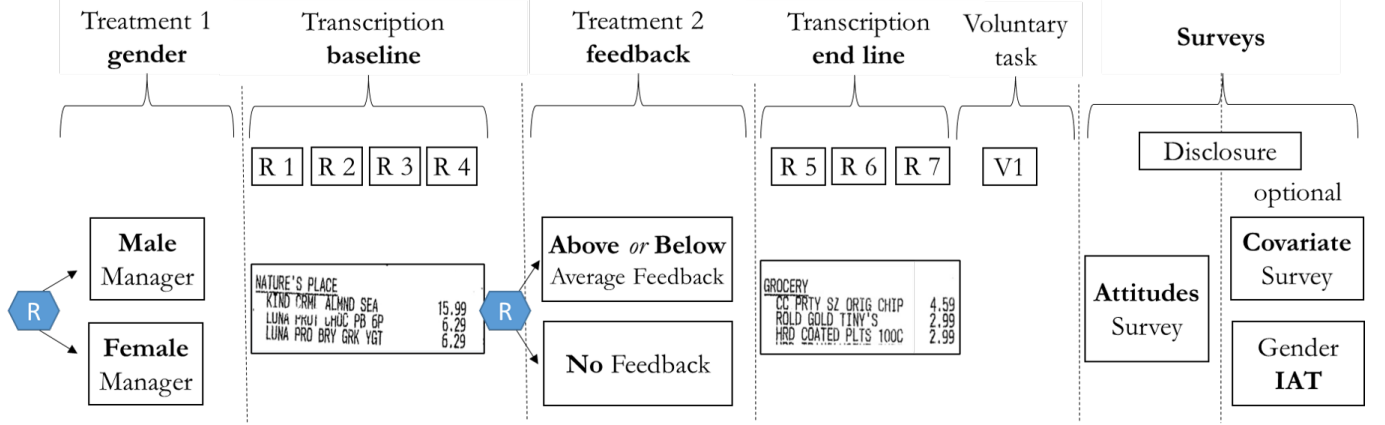 Treatment 1
gender
Transcription
baseline
Treatment 2
feedback
Transcription
end line
Voluntary
task
Surveys
R 1
R 2
R 3
R 4
R 5
R 6
R 7
V1
Disclosure
optional
R
Male
Manager
Female
Manager
NATURE'S PLACE
KIND CRML ALMND SEA 15.99
LUNA PROT CHOC PB 6P 6.29
LUNA PRO BRY GRK YGT 6.29
R
Above or Below
Average Feedback
No Feedback
GROCERY
CC PRTY SZ ORIG CHIP 4.59
ROLD GOLD TINY'S 2.99
HRD COATED PLTS 100C 2.99
Attitudes
Survey
Covariate
Survey
Gender
IAT